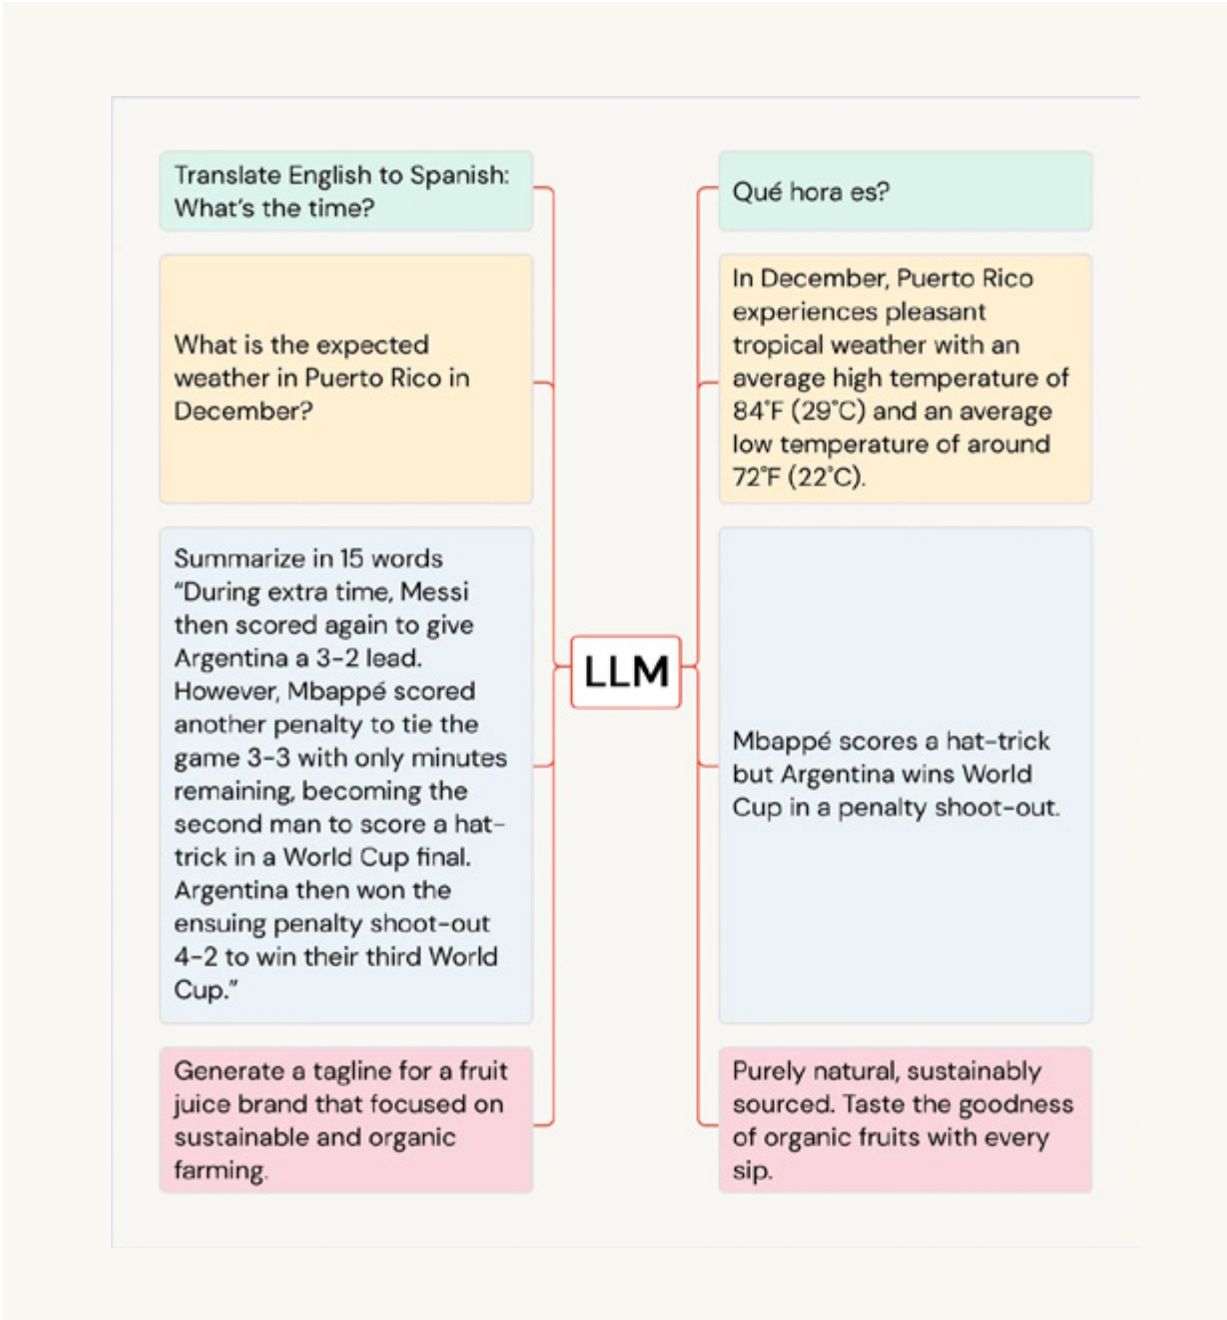 Translate English to Spanish:
What's the time?
Qué hora es?
What is the expected
weather in Puerto Rico in
December?
In December, Puerto Rico
experiences pleasant
tropical weather with an
average high temperature of
84°F (29°C) and an average
low temperature of around
72°F (22°C).
Summarize in 15 words
“During extra time, Messi
then scored again to give
Argentina a 3-2 lead.
However, Mbappé scored
another penalty to tie the
game 3-3 with only minutes
remaining, becoming the
second man to score a hat-
trick in a World Cup final.
Argentina then won the
ensuing penalty shoot-out
4-2 to win their third World
Cup.”
LLM
Mbappé scores a hat-trick
but Argentina wins World
Cup in a penalty shoot-out.
Generate a tagline for a fruit
juice brand that focused on
sustainable and organic
farming.
Purely natural, sustainably
sourced. Taste the goodness
of organic fruits with every
sip.